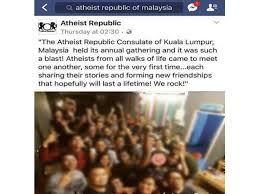 atheist republic of malaysia
Atheist Republic
Thursday at 02:30
"The Atheist Republic Consulate of Kuala Lumpur,
Malaysia held its annual gathering and it was such
a blast! Atheists from all walks of life came to meet
one another, some for the very first time...each
sharing their stories and forming new friendships
that hopefully will last a lifetime! We rock!"